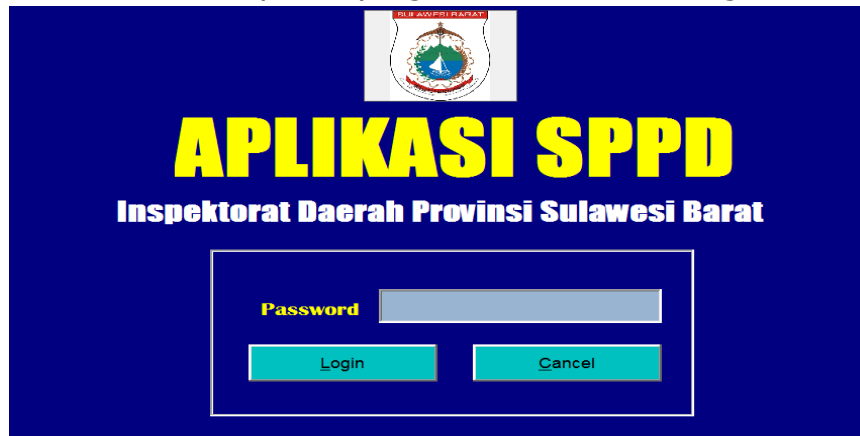 SULAWESI BARAT
APLIKASI SPPD
Inspektorat Daerah Provinsi Sulawesi Barat
Password
Login
Cancel